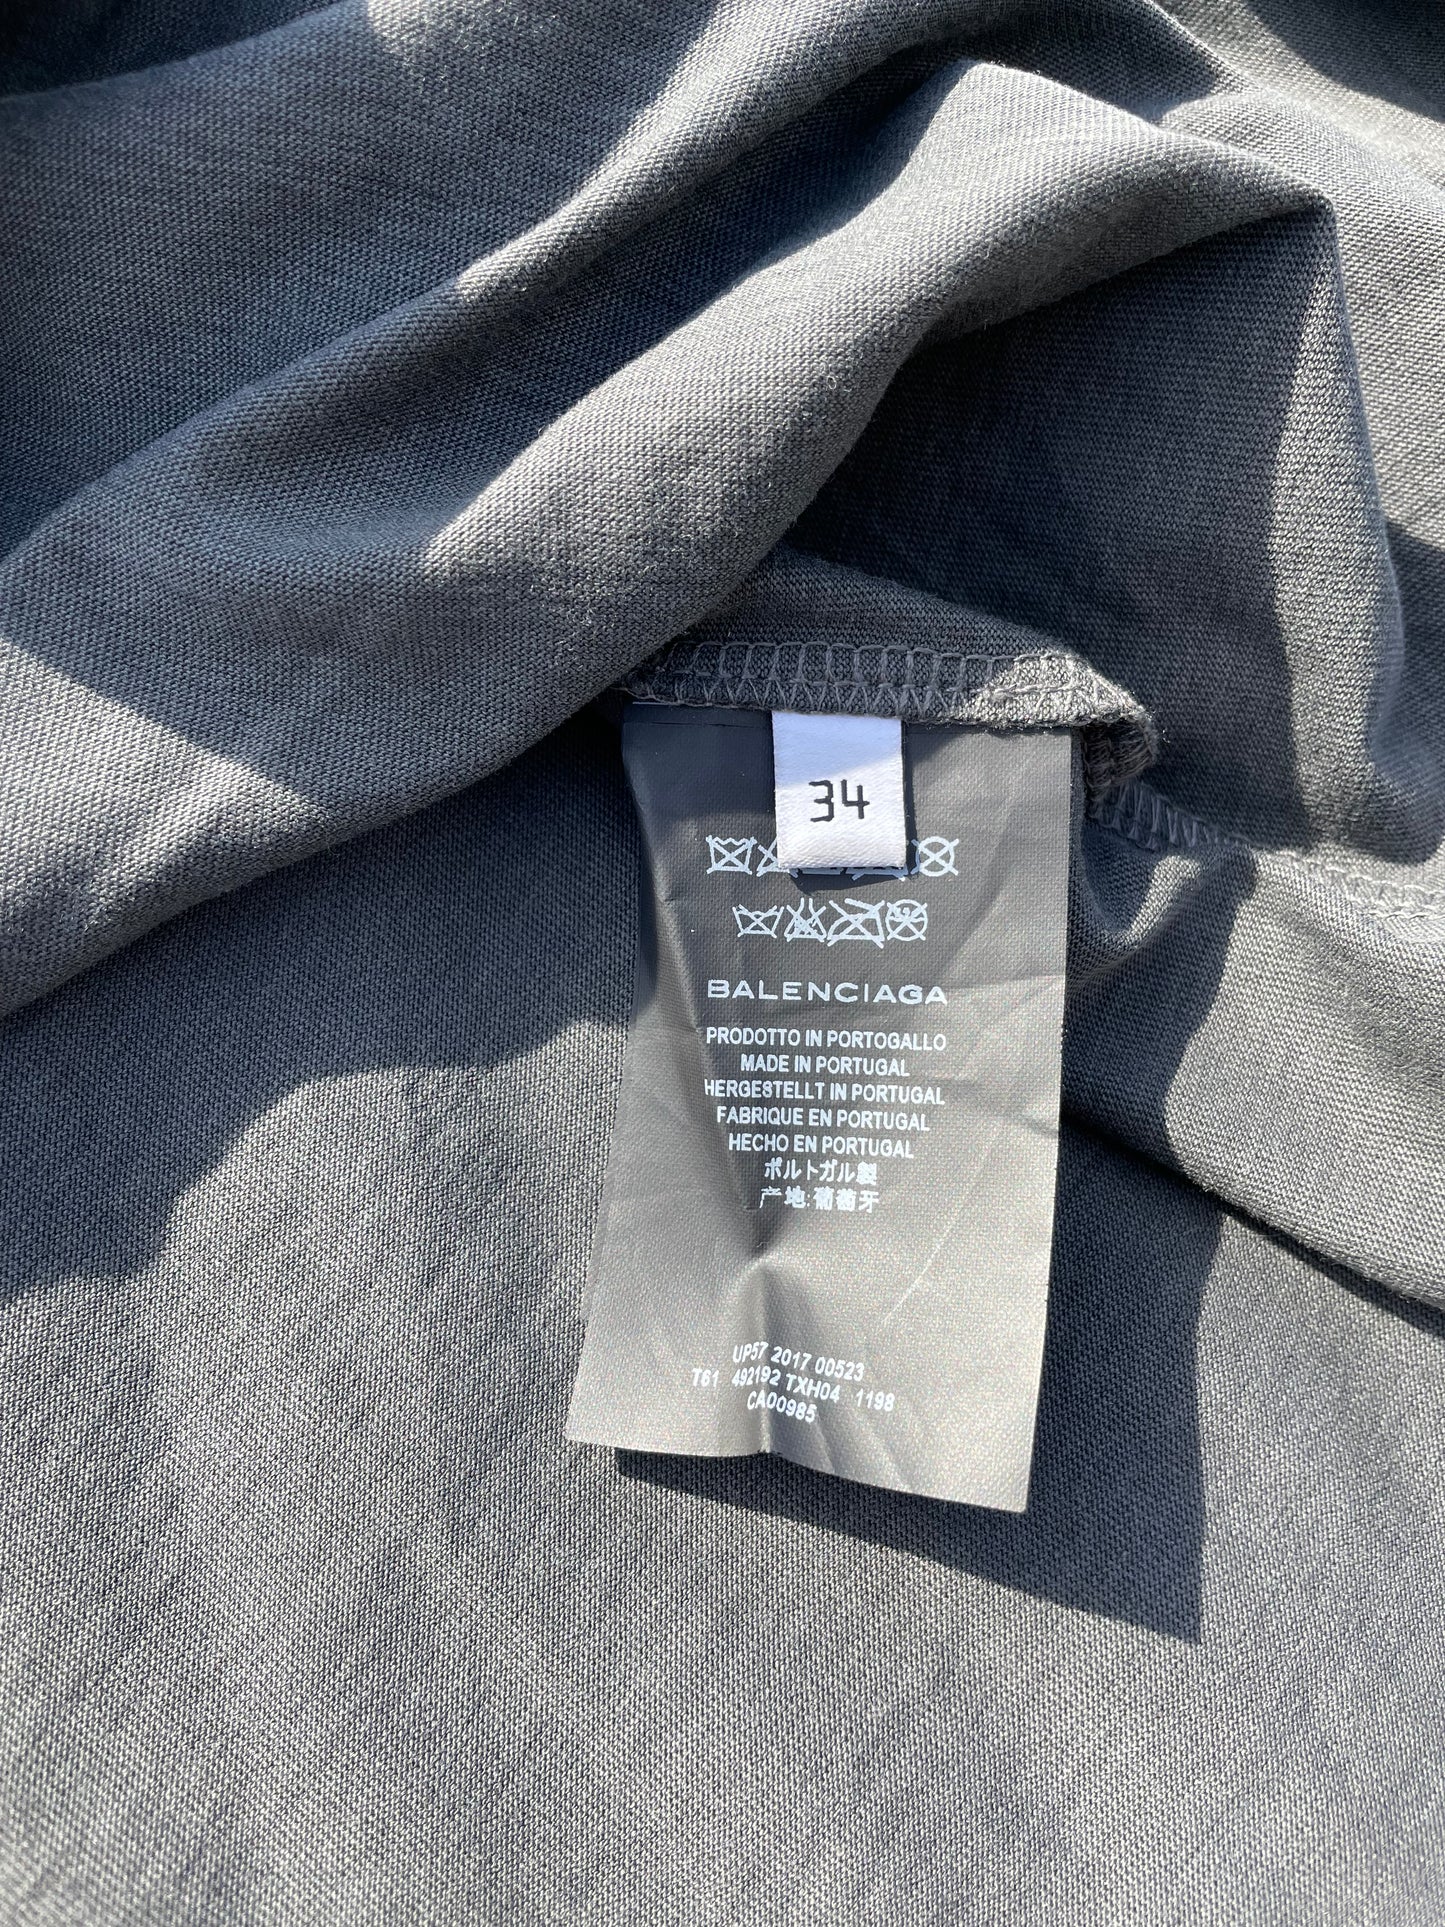 34
BALENCIAGA
PRODOTTO IN PORTOGALLO
MADE IN PORTUGAL
HERGESTELLT IN PORTUGAL
FABRIQUE EN PORTUGAL
HECHO EN PORTUGAL
ポルトガル製
产地:葡萄牙
UP57 2017 00523
T61 492192 TXH04 1198
CA00985